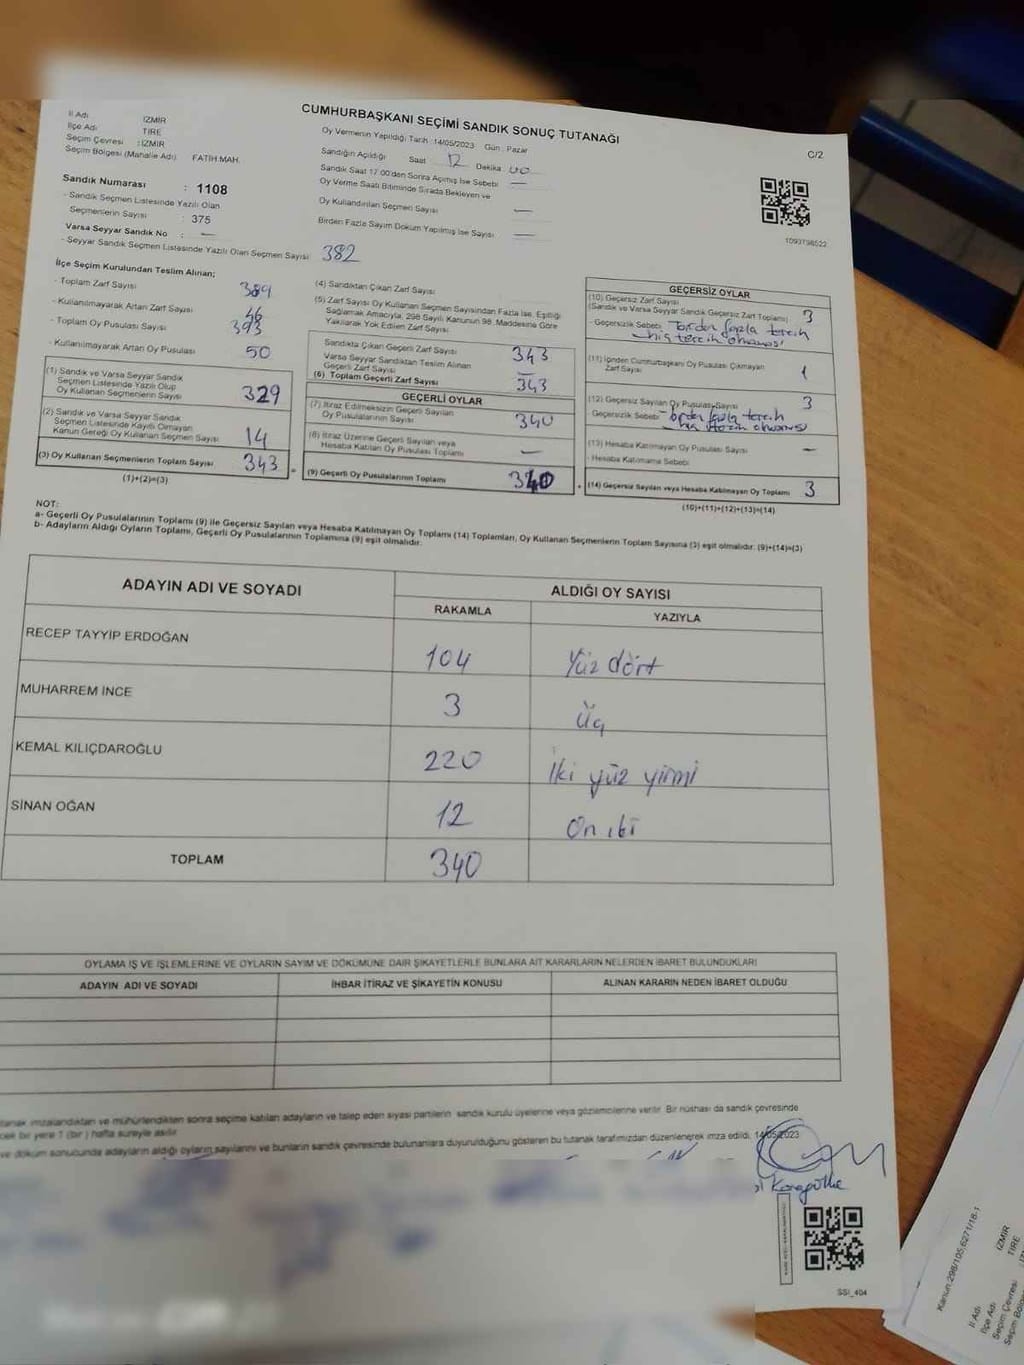 CUMHURBAŞKANI SEÇİMİ SANDIK SONUÇ TUTANAĞI
C/2
İl Adı İZMİR
İlçe Adı TİRE
Seçim Çevresi : İZMİR
Seçim Bölgesi (Mahalle Adı) FATİH MAH.
Sandık Numarası : 1108
- Sandık Seçmen Listesinde Yazılı Olan
Seçmenlerin Sayısı : 375
Varsa Seyyar Sandık No : —
- Seyyar Sandık Seçmen Listesinde Yazılı Olan Seçmen Sayısı 382
Oy Vermenin Yapıldığı Tarih : 14/05/2023 Gün : Pazar
Sandığın Açıldığı Saat 12 Dakika 00
Sandık Saat 17.00'den Sonra Açılmış İse Sebebi —
Oy Verme Saati Bitiminde Sırada Bekleyen ve
Oy Kullandırılan Seçmen Sayısı —
Birden Fazla Sayım Döküm Yapılmış İse Sayısı —
1093798522
İlçe Seçim Kurulundan Teslim Alınan;
- Toplam Zarf Sayısı 389
- Kullanılmayarak Artan Zarf Sayısı 46
- Toplam Oy Pusulası Sayısı 393
- Kullanılmayarak Artan Oy Pusulası 50
(1) Sandık ve Varsa Seyyar Sandık
Seçmen Listesinde Yazılı Olup
Oy Kullanan Seçmenlerin Sayısı 329
(2) Sandık ve Varsa Seyyar Sandık
Seçmen Listesinde Kayıtlı Olmayan
Kanun Gereği Oy Kullanan Seçmen Sayısı 14
(3) Oy Kullanan Seçmenlerin Toplam Sayısı 343
(1)+(2)=(3)
(4) Sandıktan Çıkan Zarf Sayısı
(5) Zarf Sayısı Oy Kullanan Seçmen Sayısından Fazla İse, Eşitliği
Sağlamak Amacıyla, 298 Sayılı Kanunun 98. Maddesine Göre
Yakılarak Yok Edilen Zarf Sayısı
Sandıkta Çıkan Geçerli Zarf Sayısı 343
Varsa Seyyar Sandıktan Teslim Alınan
Geçerli Zarf Sayısı —
(6) Toplam Geçerli Zarf Sayısı 343
GEÇERLİ OYLAR
(7) İtiraz Edilmeksizin Geçerli Sayılan
Oy Pusulalarının Sayısı 340
(8) İtiraz Üzerine Geçerli Sayılan veya
Hesaba Katılan Oy Pusulası Toplamı —
(9) Geçerli Oy Pusulalarının Toplamı 340
GEÇERSİZ OYLAR
(10) Geçersiz Zarf Sayısı
(Sandık ve Varsa Seyyar Sandık Geçersiz Zarf Toplamı) 3
- Geçersizlik Sebebi birden fazla tercih
hiç tercih olmaması
(11) İçinden Cumhurbaşkanı Oy Pusulası Çıkmayan
Zarf Sayısı 1
(12) Geçersiz Sayılan Oy Pusulası Sayısı 3
- Geçersizlik Sebebi birden fazla tercih
hiç tercih olmaması
(13) Hesaba Katılmayan Oy Pusulası Sayısı —
- Hesaba Katılmama Sebebi
(14) Geçersiz Sayılan veya Hesaba Katılmayan Oy Toplamı 3
(10)+(11)+(12)+(13)=(14)
NOT:
a- Geçerli Oy Pusulalarının Toplamı (9) ile Geçersiz Sayılan veya Hesaba Katılmayan Oy Toplamı (14) Toplamları, Oy Kullanan Seçmenlerin Toplam Sayısına (3) eşit olmalıdır. (9)+(14)=(3)
b- Adayların Aldığı Oyların Toplamı, Geçerli Oy Pusulalarının Toplamına (9) eşit olmalıdır.
ADAYIN ADI VE SOYADI ALDIĞI OY SAYISI
RAKAMLA YAZIYLA
RECEP TAYYİP ERDOĞAN 104 Yüz dört
MUHARREM İNCE 3 Üç
KEMAL KILIÇDAROĞLU 220 İki yüz yirmi
SİNAN OĞAN 12 On iki
TOPLAM 340
OYLAMA İŞ VE İŞLEMLERİNE VE OYLARIN SAYIM VE DÖKÜMÜNE DAİR ŞİKAYETLERLE BUNLARA AİT KARARLARIN NELERDEN İBARET BULUNDUKLARI
ADAYIN ADI VE SOYADI İHBAR İTİRAZ VE ŞİKAYETİN KONUSU ALINAN KARARIN NEDEN İBARET OLDUĞU
tanak imzalandıktan ve mühürlendikten sonra seçime katılan adayların ve talep eden siyasi partilerin sandık kurulu üyelerine veya gözlemcilerine verilir. Bir nüshası da sandık çevresinde
cek bir yere 1 (bir) hafta süreyle asılır.
ve döküm sonucunda adayların aldığı oyların sayılarını ve bunların sandık çevresinde bulunanlara duyurulduğunu gösteren bu tutanak tarafımızdan düzenlenerek imza edildi. 14/05/2023
SSİ_404
Kanun:298/105,6271/18-1
İl Adı İZMİR
İlçe Adı TİRE
Seçim Çevresi